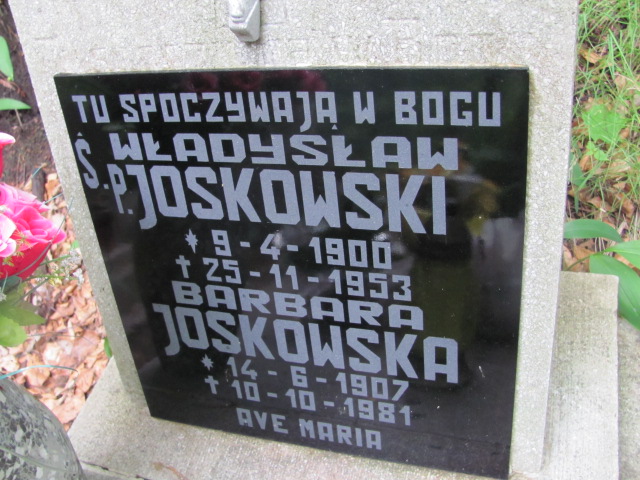 TU SPOCZYWAJĄ W BOGU
Ś.P. WŁADYSŁAW
JOSKOWSKI
* 9-4-1900
† 25-11-1953
BARBARA
JOSKOWSKA
* 14-6-1907
† 10-10-1981
AVE MARIA